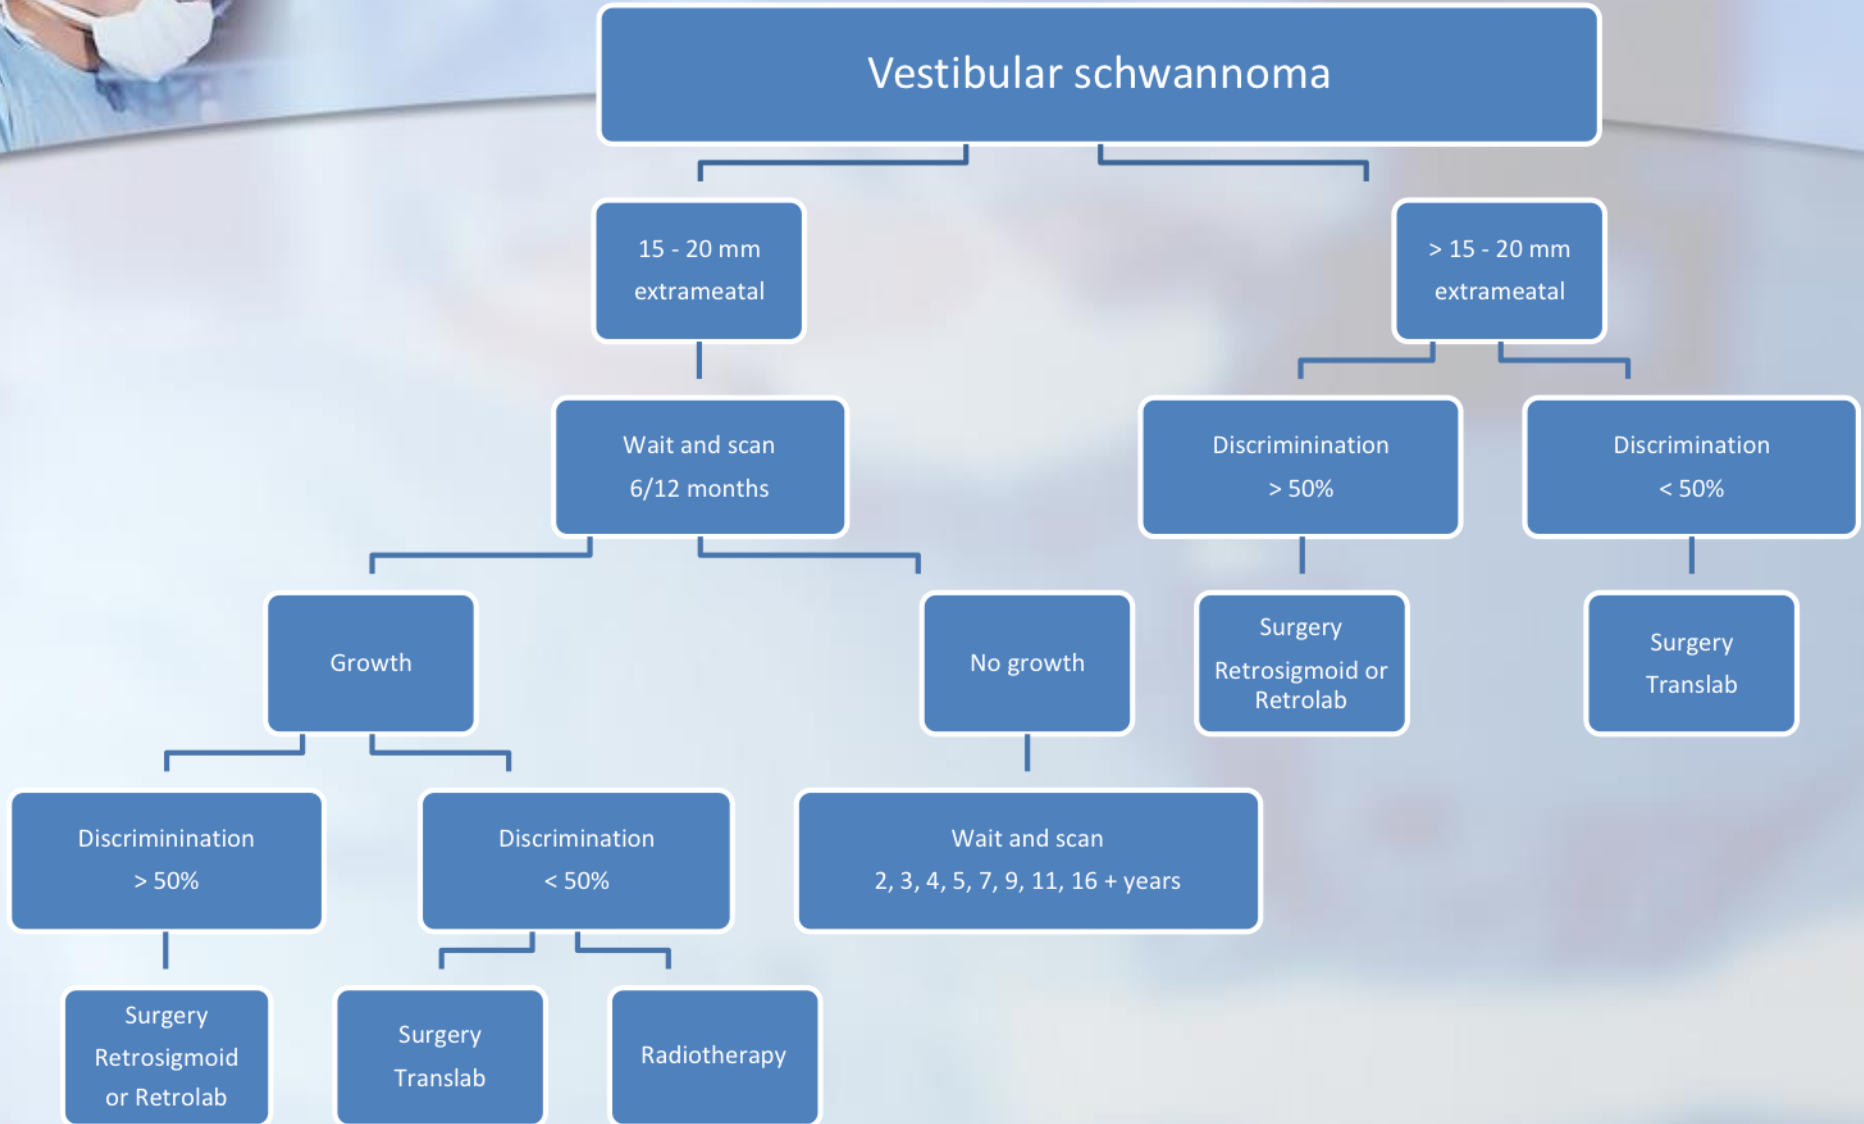 Vestibular schwannoma
15 - 20 mm
extrameatal
> 15 - 20 mm
extrameatal
Wait and scan
6/12 months
Discriminination
> 50%
Discrimination
< 50%
Growth
No growth
Surgery
Retrosigmoid or
Retrolab
Surgery
Translab
Discriminination
> 50%
Discrimination
< 50%
Wait and scan
2, 3, 4, 5, 7, 9, 11, 16 + years
Surgery
Retrosigmoid
or Retrolab
Surgery
Translab
Radiotherapy